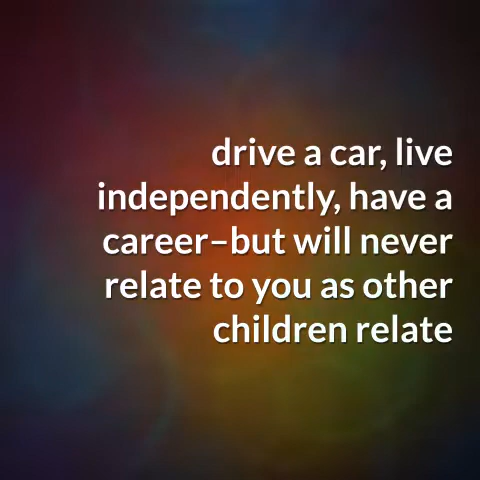 drive a car, live
independently, have a
career–but will never
relate to you as other
children relate